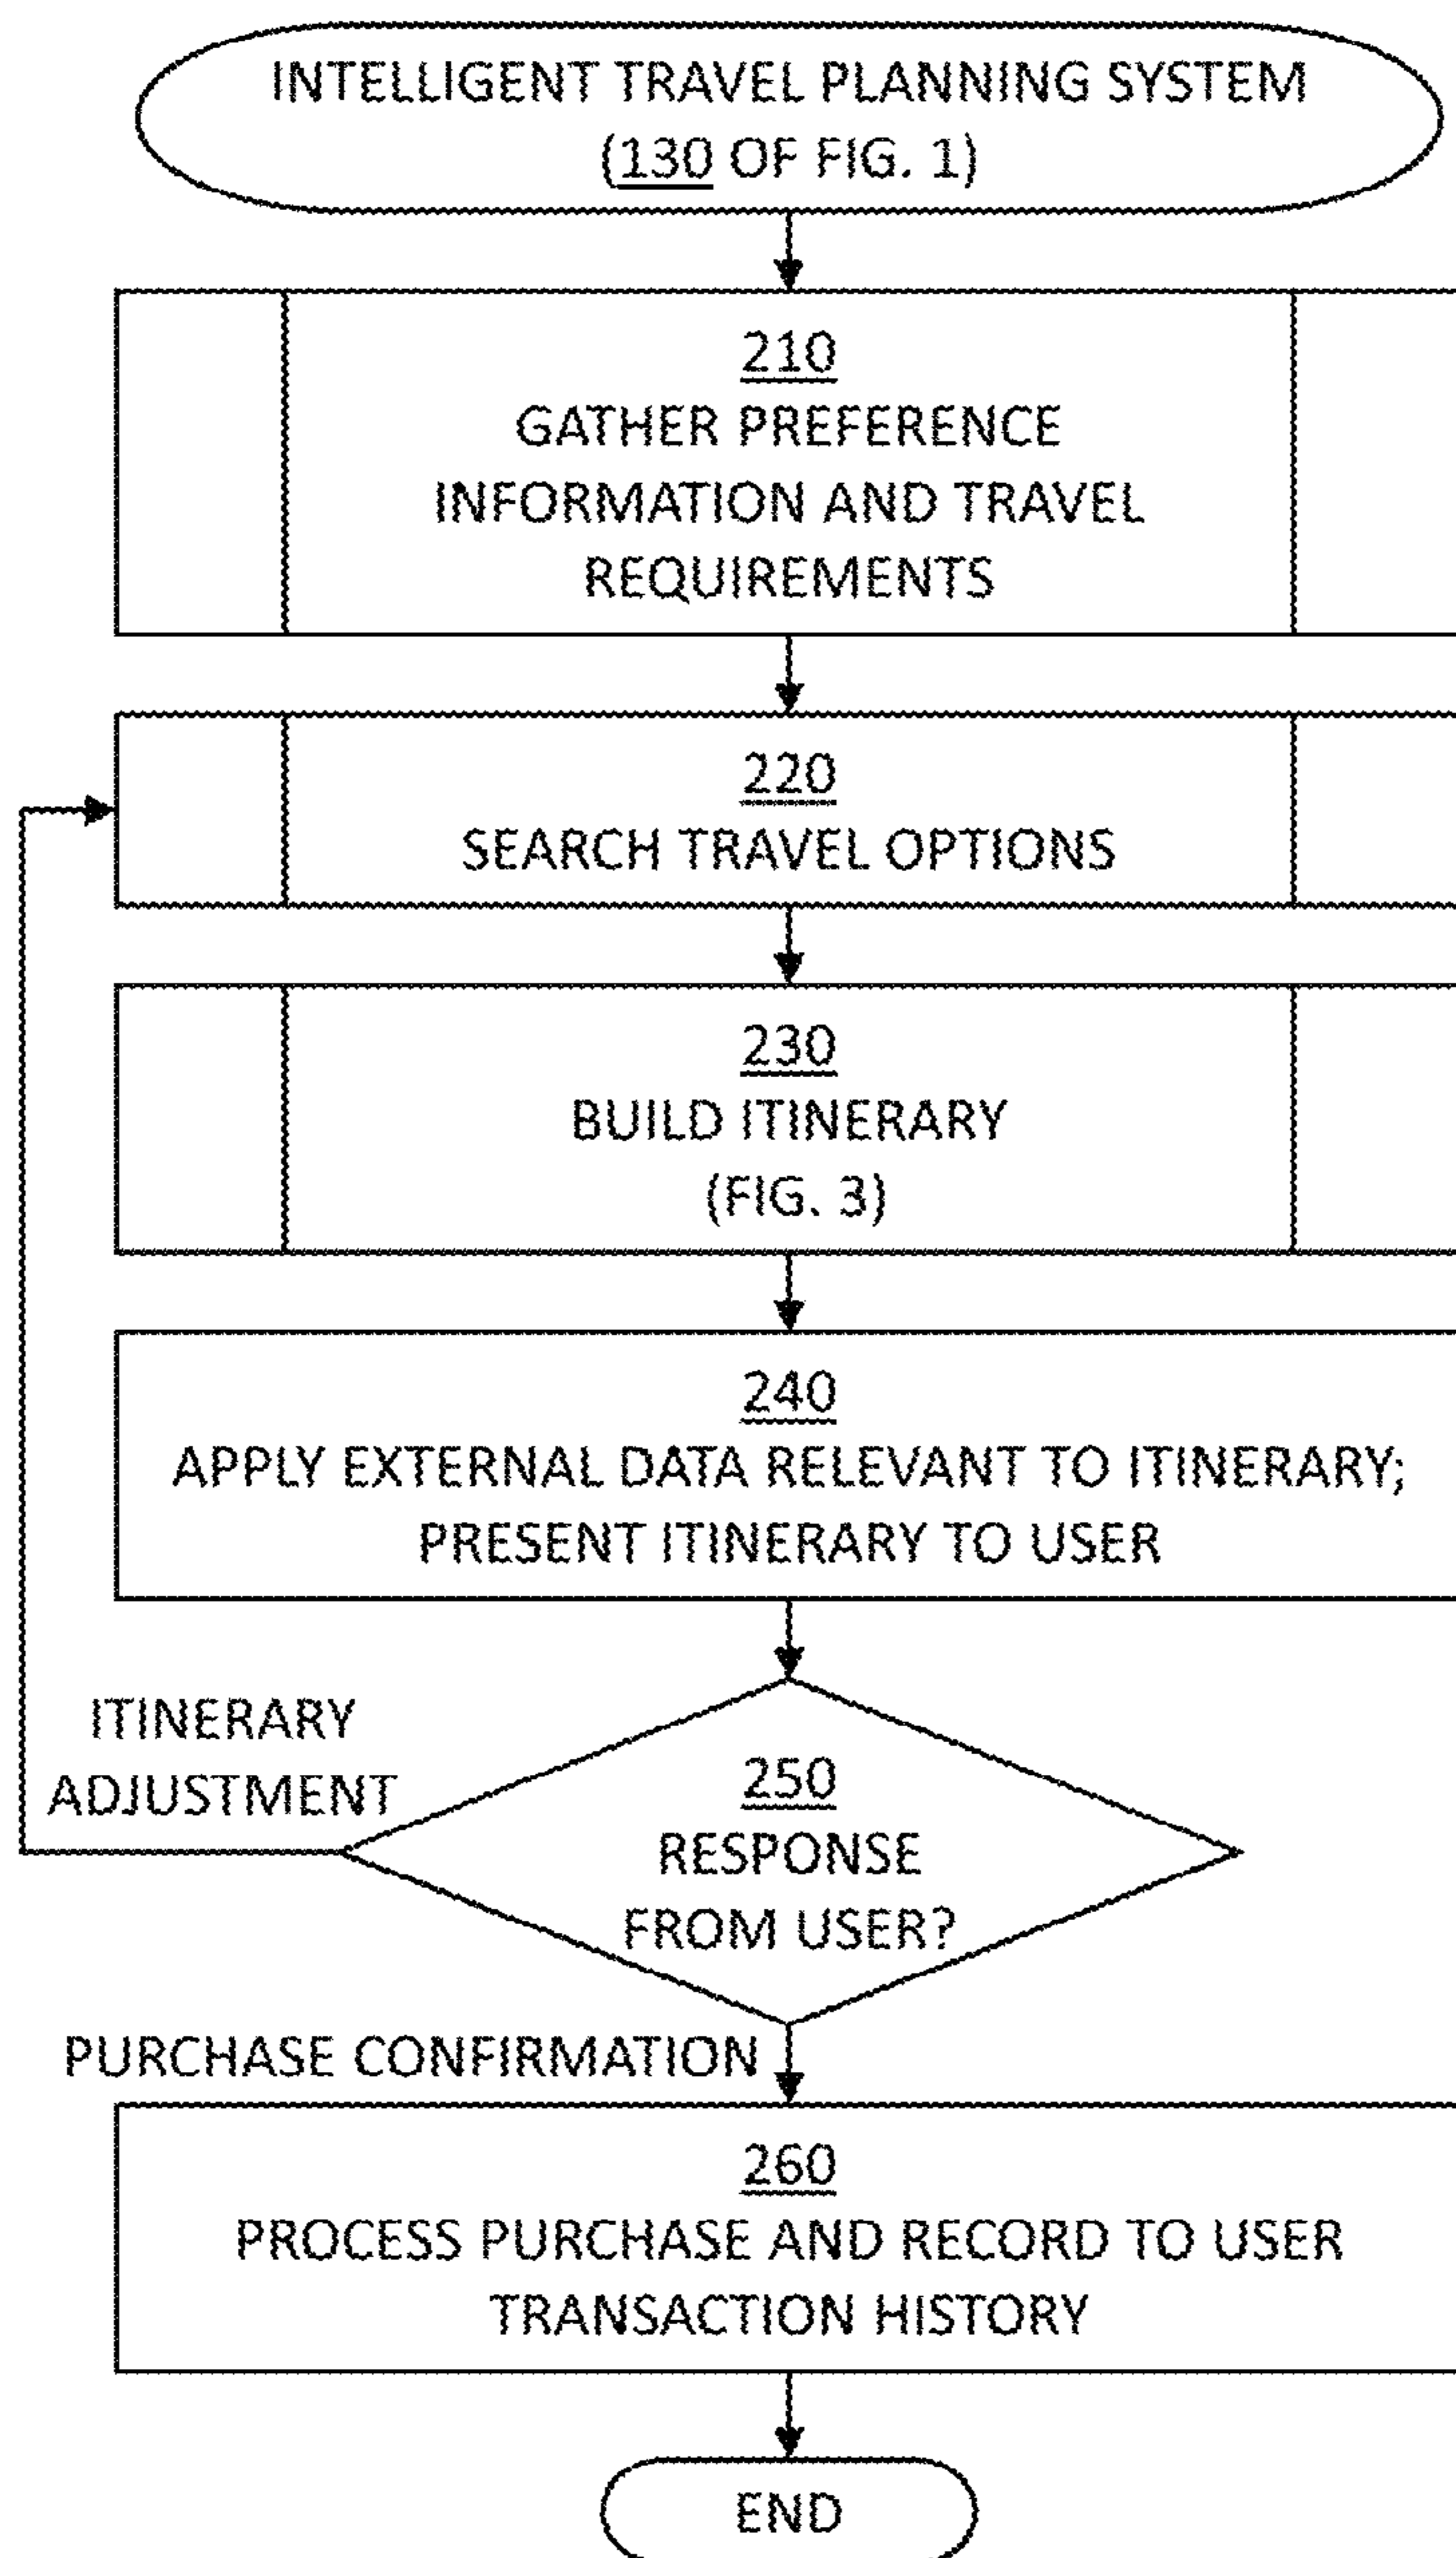 INTELLIGENT TRAVEL PLANNING SYSTEM
(130 OF FIG. 1)
210
GATHER PREFERENCE
INFORMATION AND TRAVEL
REQUIREMENTS
220
SEARCH TRAVEL OPTIONS
230
BUILD ITINERARY
(FIG. 3)
240
APPLY EXTERNAL DATA RELEVANT TO ITINERARY;
PRESENT ITINERARY TO USER
ITINERARY
ADJUSTMENT
250
RESPONSE
FROM USER?
PURCHASE CONFIRMATION
260
PROCESS PURCHASE AND RECORD TO USER
TRANSACTION HISTORY
END